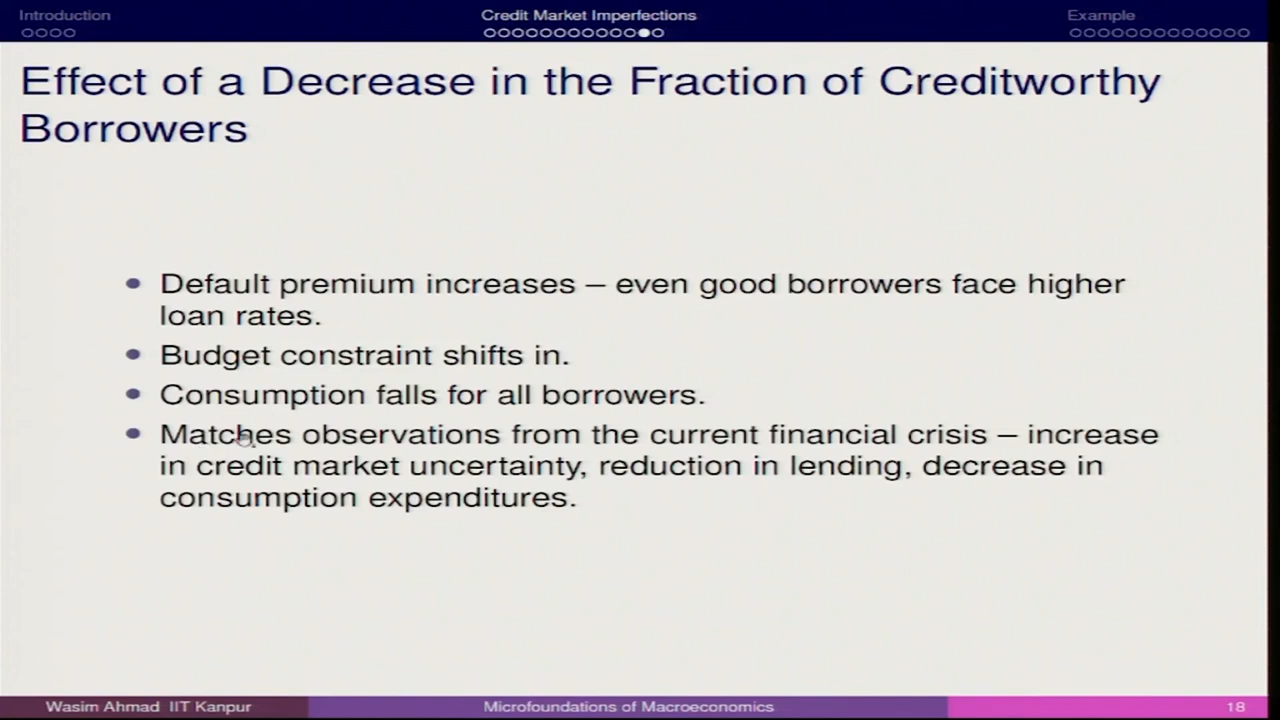 Introduction
Credit Market Imperfections
Example
Effect of a Decrease in the Fraction of Creditworthy
Borrowers
Default premium increases – even good borrowers face higher
loan rates.
Budget constraint shifts in.
Consumption falls for all borrowers.
Matches observations from the current financial crisis – increase
in credit market uncertainty, reduction in lending, decrease in
consumption expenditures.
Wasim Ahmad IIT Kanpur
Microfoundations of Macroeconomics
18